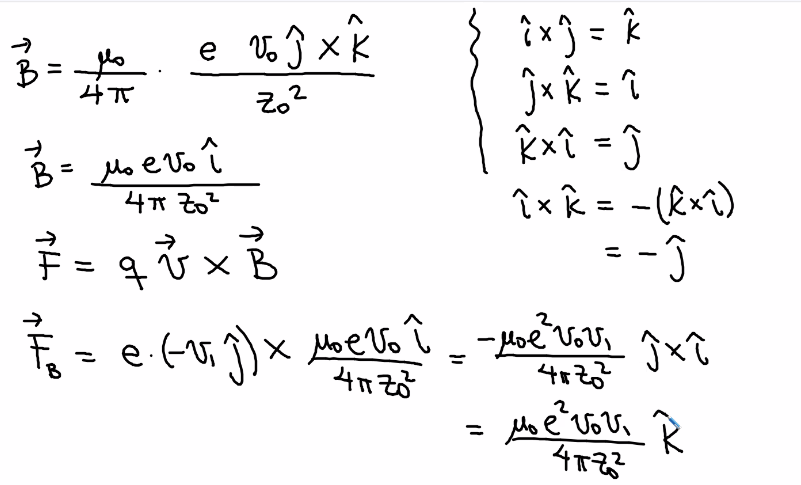 \vec{B} = \frac{\mu_0}{4\pi} \cdot \frac{e \; v_0 \hat{j} \times \hat{k}}{z_0^2}
\vec{B} = \frac{\mu_0 e v_0 \hat{i}}{4\pi z_0^2}
\vec{F} = q \vec{v} \times \vec{B}
\vec{F}_B = e \cdot (-v_1 \hat{j}) \times \frac{\mu_0 e v_0 \hat{i}}{4\pi z_0^2} = \frac{-\mu_0 e^2 v_0 v_1}{4\pi z_0^2} \hat{j} \times \hat{i}
= \frac{\mu_0 e^2 v_0 v_1}{4\pi z_0^2} \hat{k}
\hat{i} \times \hat{j} = \hat{k}
\hat{j} \times \hat{k} = \hat{i}
\hat{k} \times \hat{i} = \hat{j}
\hat{i} \times \hat{k} = -(\hat{k} \times \hat{i})
= -\hat{j}